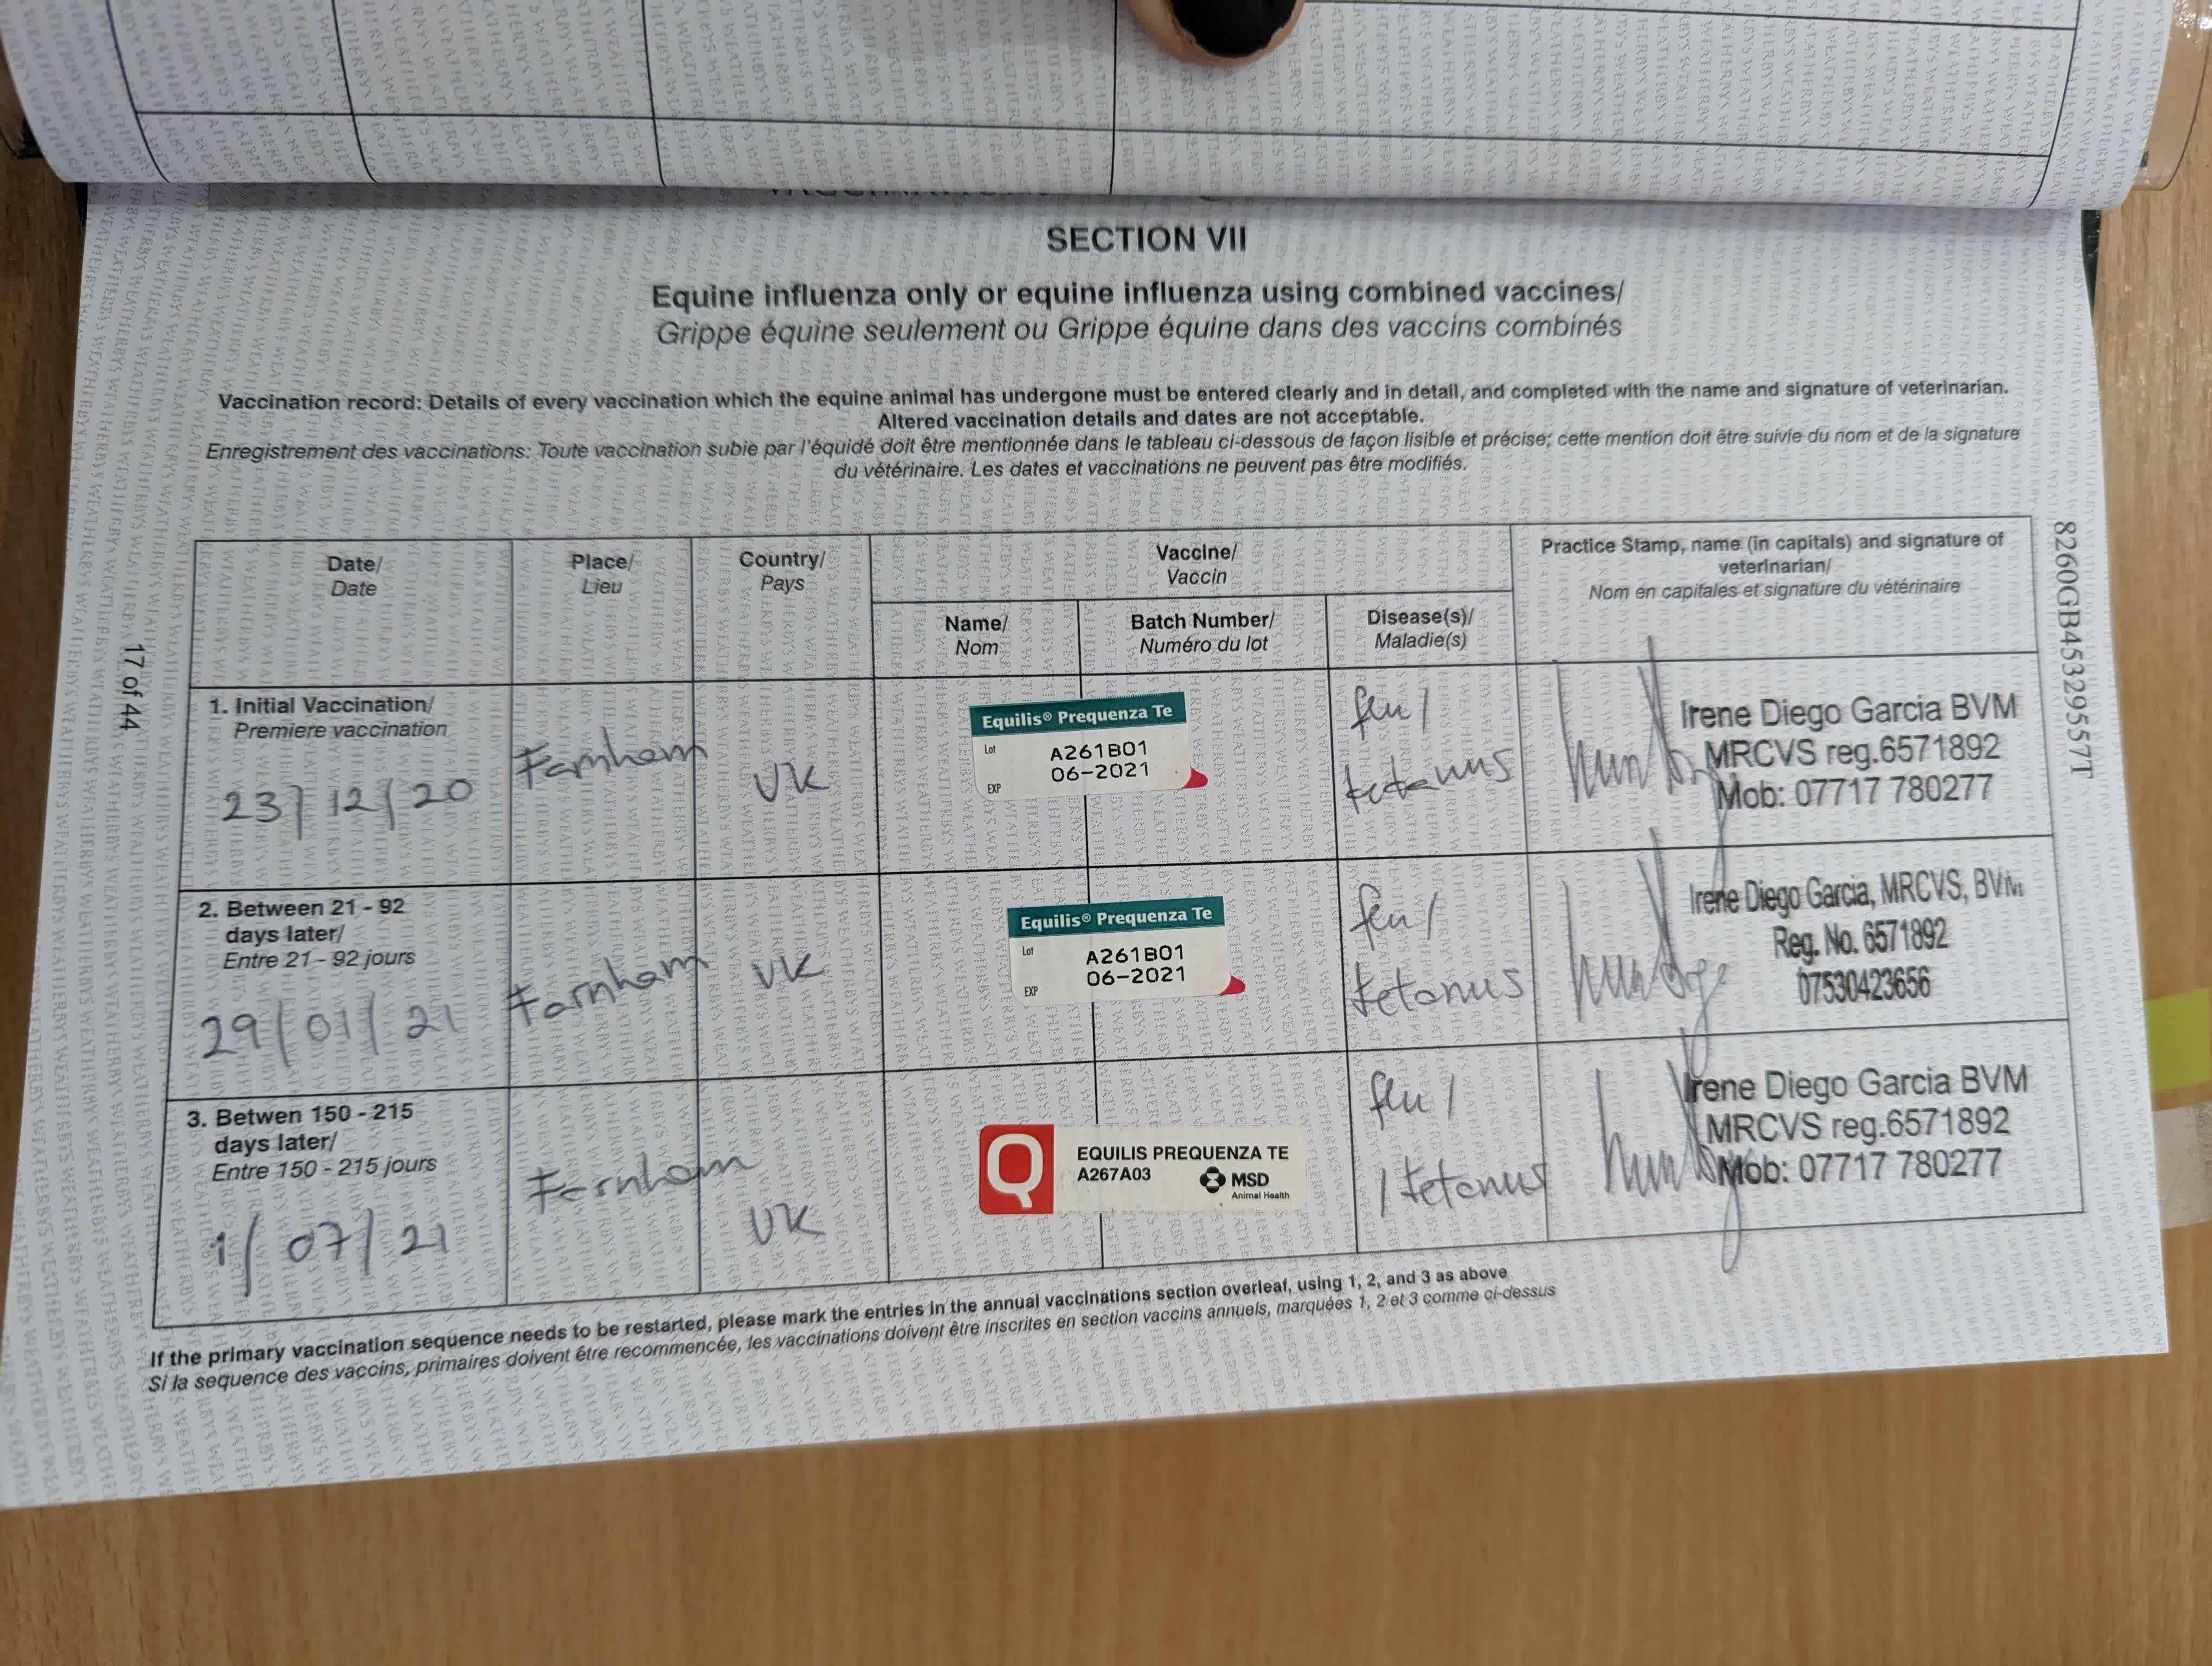 SECTION VII
Equine influenza only or equine influenza using combined vaccines/
Grippe équine seulement ou Grippe équine dans des vaccins combinés
Vaccination record: Details of every vaccination which the equine animal has undergone must be entered clearly and in detail, and completed with the name and signature of veterinarian.
Altered vaccination details and dates are not acceptable.
Enregistrement des vaccinations: Toute vaccination subie par l'équidé doit être mentionnée dans le tableau ci-dessous de façon lisible et précise; cette mention doit être suivie du nom et de la signature
du vétérinaire. Les dates et vaccinations ne peuvent pas être modifiés.
Date/
Date
Place/
Lieu
Country/
Pays
Vaccine/
Vaccin
Name/
Nom
Batch Number/
Numéro du lot
Disease(s)/
Maladie(s)
Practice Stamp, name (in capitals) and signature of
veterinarian/
Nom en capitales et signature du vétérinaire
1. Initial Vaccination/
Premiere vaccination
23/12/20
Farnham
UK
Equilis® Prequenza Te
Lot A261B01
06-2021
EXP
flu/
tetanus
Irene Diego Garcia BVM
MRCVS reg.6571892
Mob: 07717 780277
2. Between 21 - 92
days later/
Entre 21 - 92 jours
29/01/21
Farnham
UK
Equilis® Prequenza Te
Lot A261B01
06-2021
EXP
flu/
tetanus
Irene Diego Garcia, MRCVS, BVM
Reg. No. 6571892
07530423656
3. Betwen 150 - 215
days later/
Entre 150 - 215 jours
1/07/21
Farnham
UK
Q
EQUILIS PREQUENZA TE
A267A03
MSD
Animal Health
flu/
/tetanus
Irene Diego Garcia BVM
MRCVS reg.6571892
Mob: 07717 780277
If the primary vaccination sequence needs to be restarted, please mark the entries in the annual vaccinations section overleaf, using 1, 2, and 3 as above
Si la sequence des vaccins, primaires doivent être recommencée, les vaccinations doivent être inscrites en section vaccins annuels, marquées 1, 2 et 3 comme ci-dessus
17 of 44
8260GB45329557T